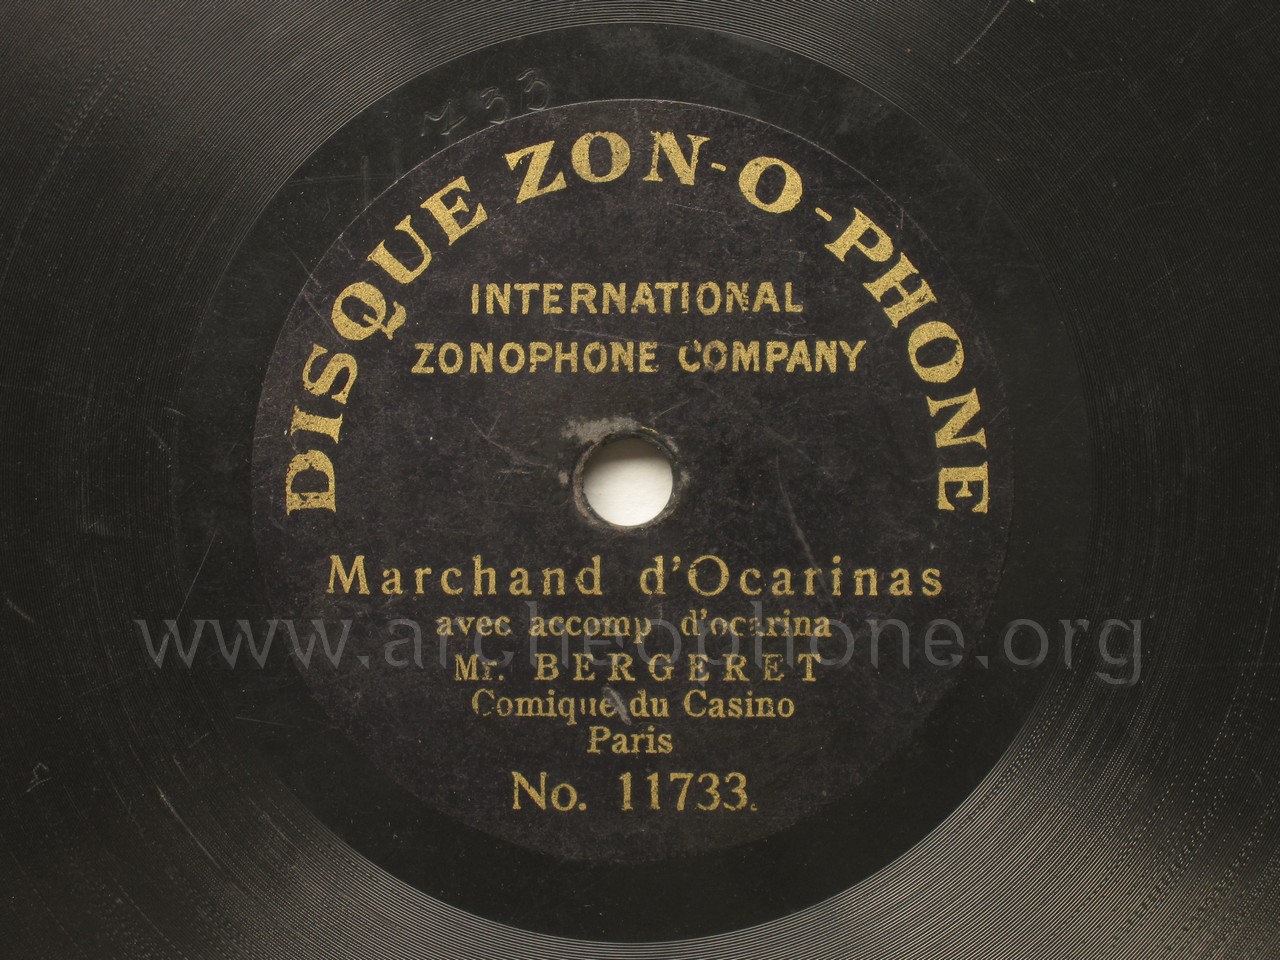 733
DISQUE ZON-O-PHONE
INTERNATIONAL
ZONOPHONE COMPANY
Marchand d'Ocarinas
avec accomp d'ocarina
www.archeophone.org
Mr. BERGERET
Comique du Casino
Paris
No. 11733.